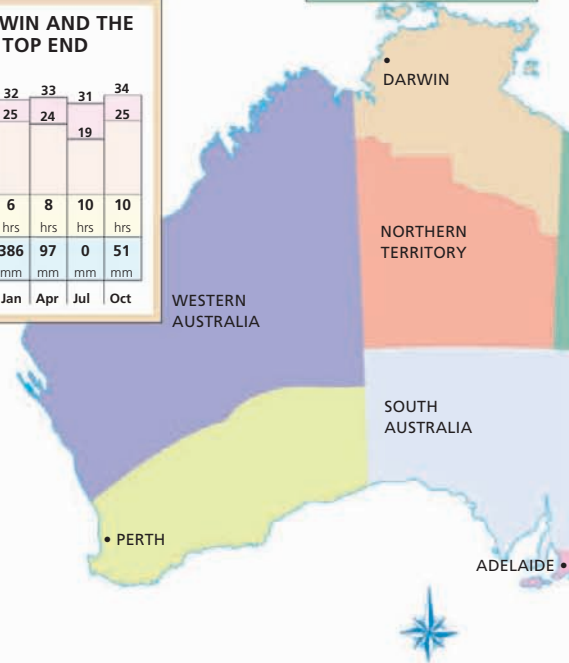 WIN AND THE
TOP END
32 33 31 34
25 24 19 25
6 8 10 10
hrs hrs hrs hrs
386 97 0 51
mm mm mm mm
Jan Apr Jul Oct
DARWIN
NORTHERN
TERRITORY
WESTERN
AUSTRALIA
SOUTH
AUSTRALIA
PERTH
ADELAIDE